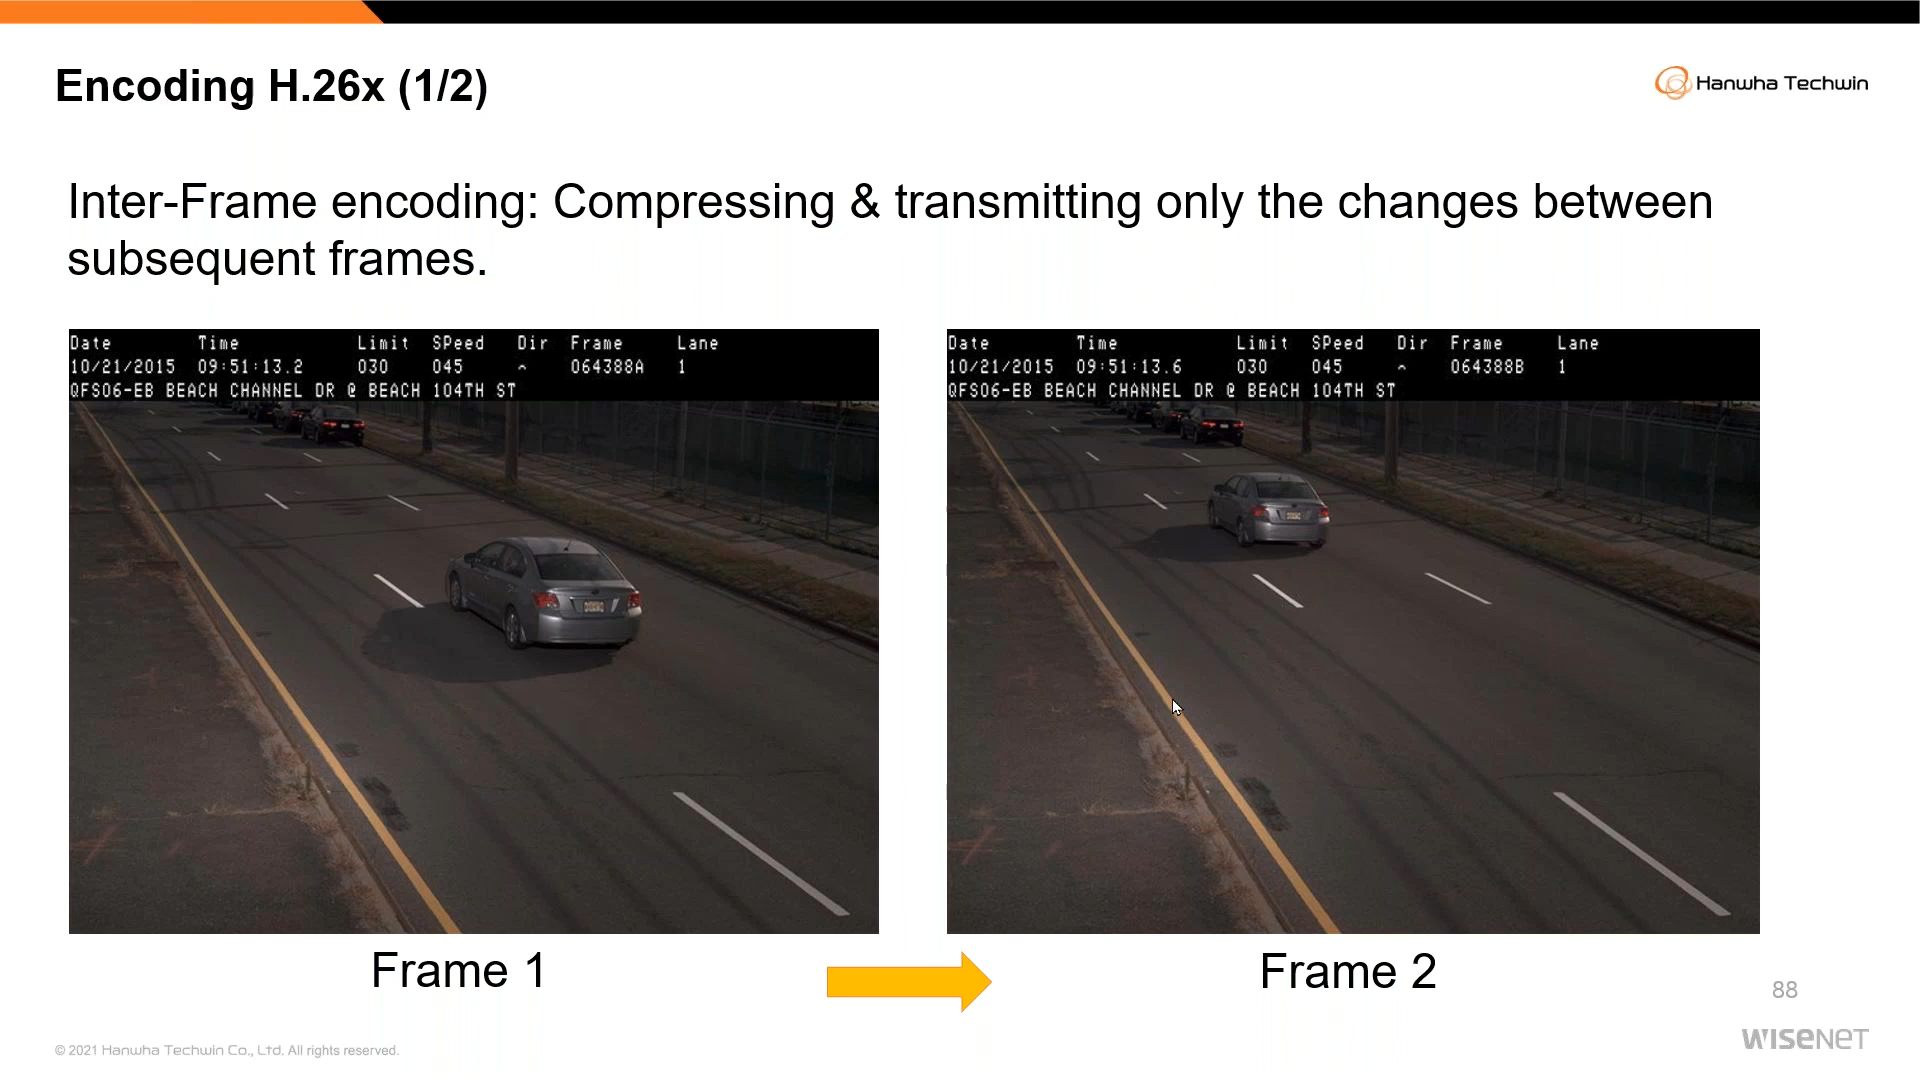 Encoding H.26x (1/2)
Hanwha Techwin
Inter-Frame encoding: Compressing & transmitting only the changes between
subsequent frames.
Date Time Limit SPeed Dir Frame Lane
10/21/2015 09:51:13.2 030 045 ^ 064388A 1
QFS06-EB BEACH CHANNEL DR @ BEACH 104TH ST
Date Time Limit SPeed Dir Frame Lane
10/21/2015 09:51:13.6 030 045 ^ 064388B 1
QFS06-EB BEACH CHANNEL DR @ BEACH 104TH ST
Frame 1
Frame 2
88
© 2021 Hanwha Techwin Co., Ltd. All rights reserved.
WISENET